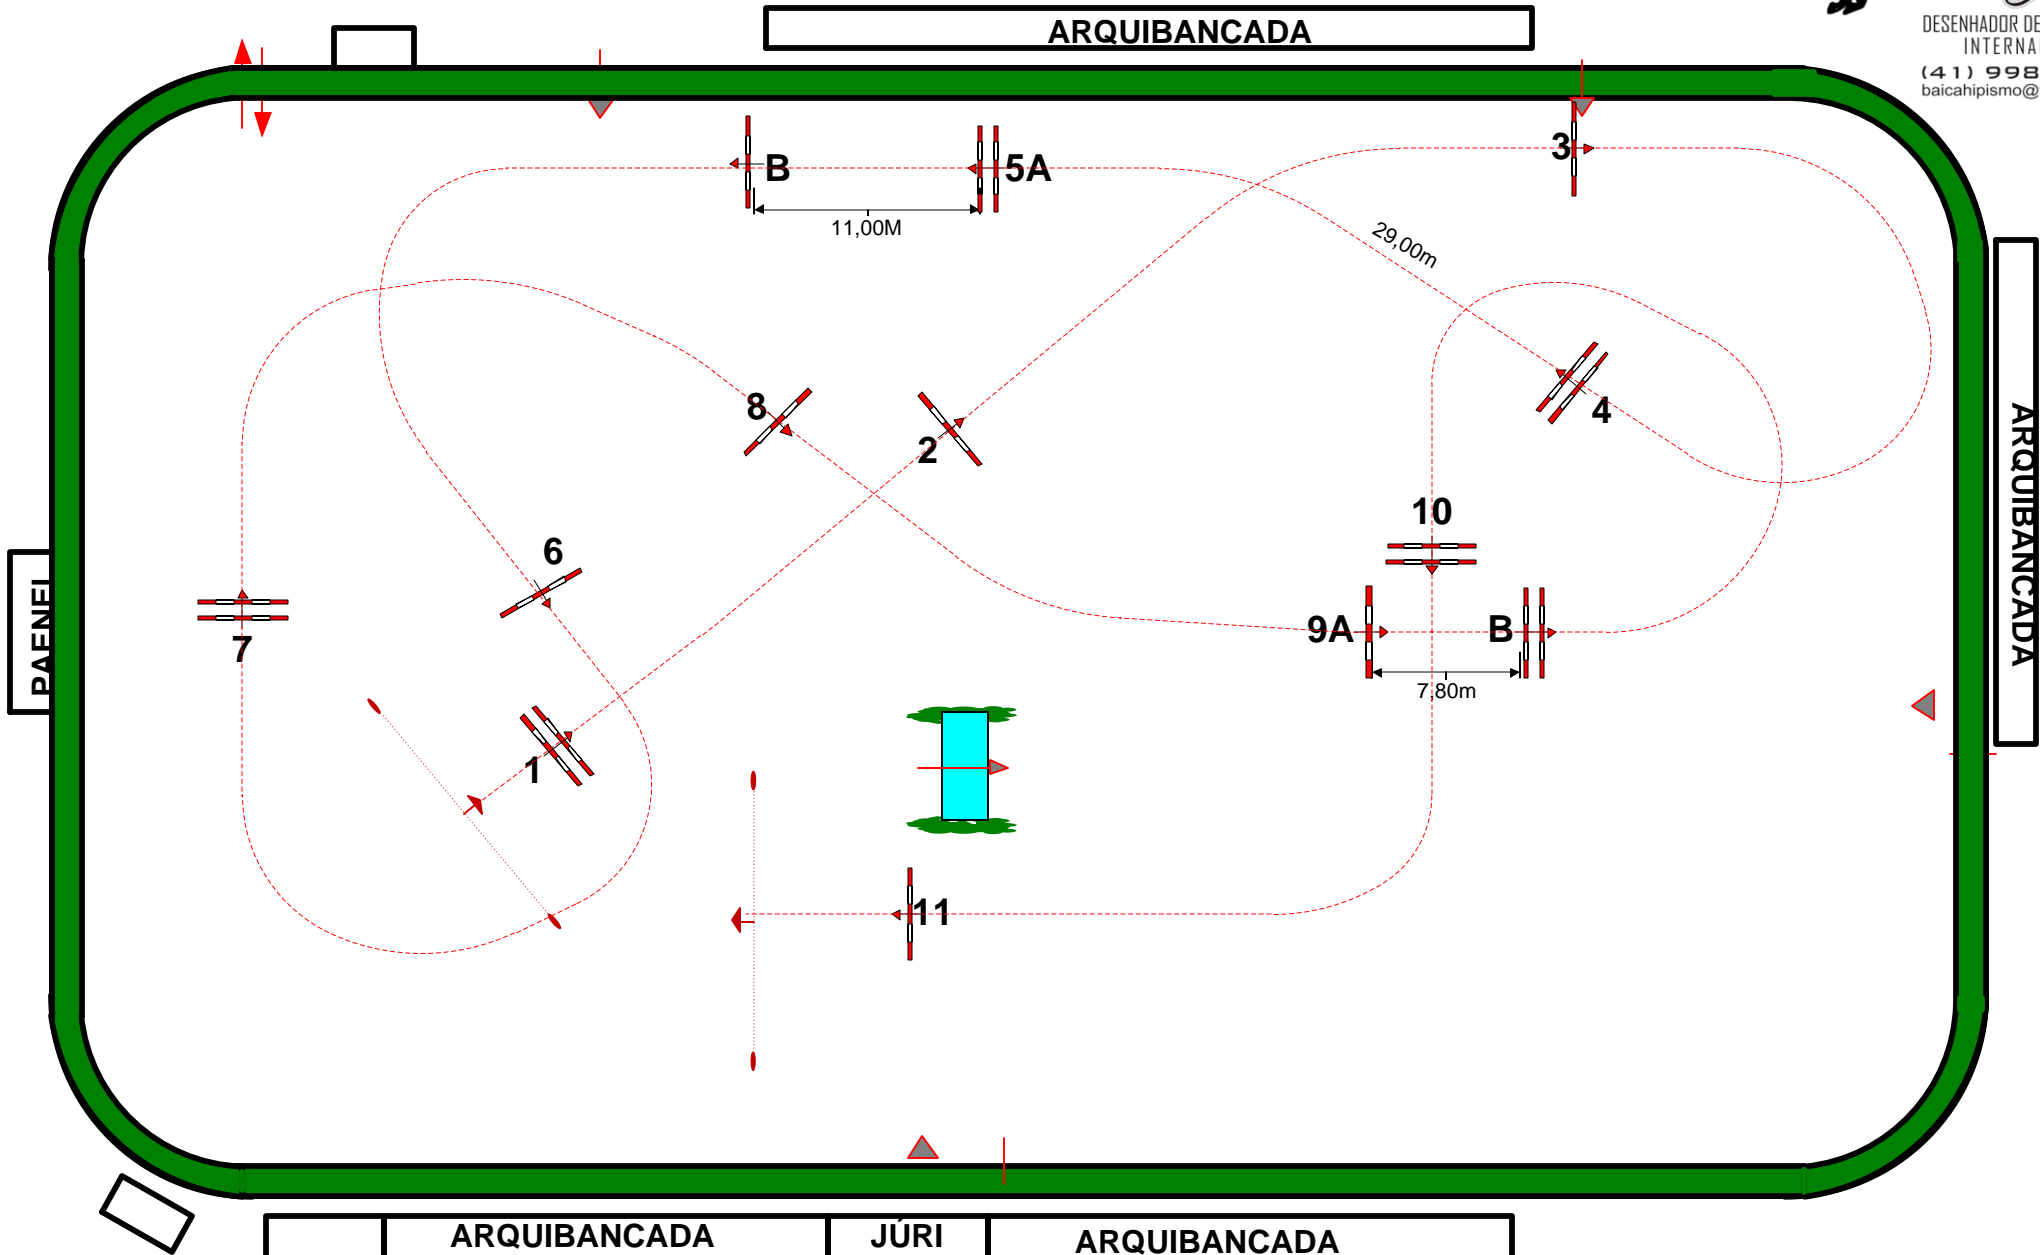 ARQUIBANCADA
DESENHADOR DE
INTERNA
(41) 998
baicahipismo@
3
B
5A
11,00M
29,00m
8
2
4
ARQUIBANCADA
10
6
7
9A
B
7,80m
1
11
ARQUIBANCADA
JÚRI
ARQUIBANCADA